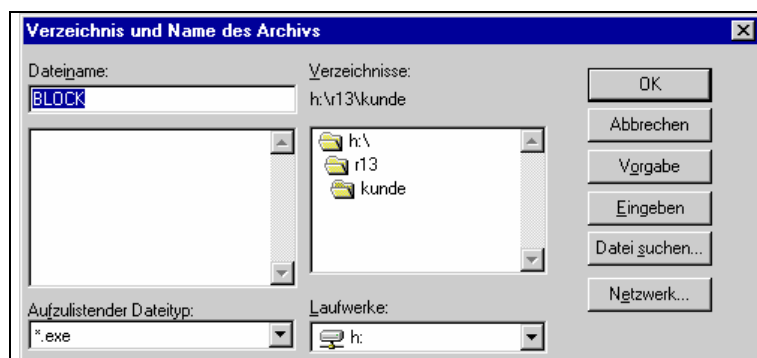 Verzeichnis und Name des Archivs
Dateiname:
BLOCK
Verzeichnisse:
h:\r13\kunde
h:\
r13
kunde
OK
Abbrechen
Vorgabe
Eingeben
Datei suchen...
Netzwerk...
Aufzulistender Dateityp:
*.exe
Laufwerke:
h: